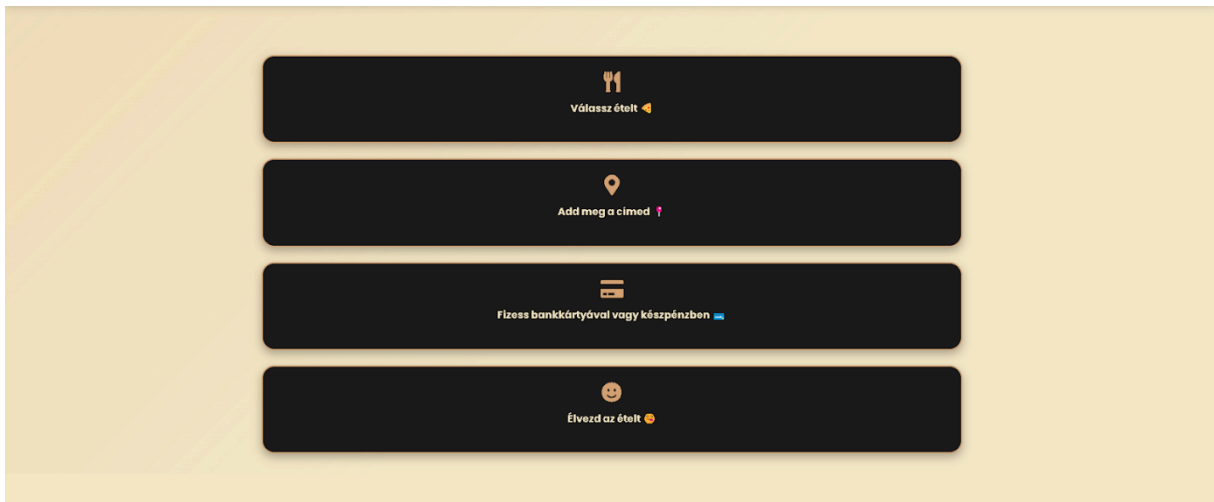 Válassz ételt 🍕
Add meg a címed 📍
Fizess bankkártyával vagy készpénzben 💳
Élvezd az ételt 😋